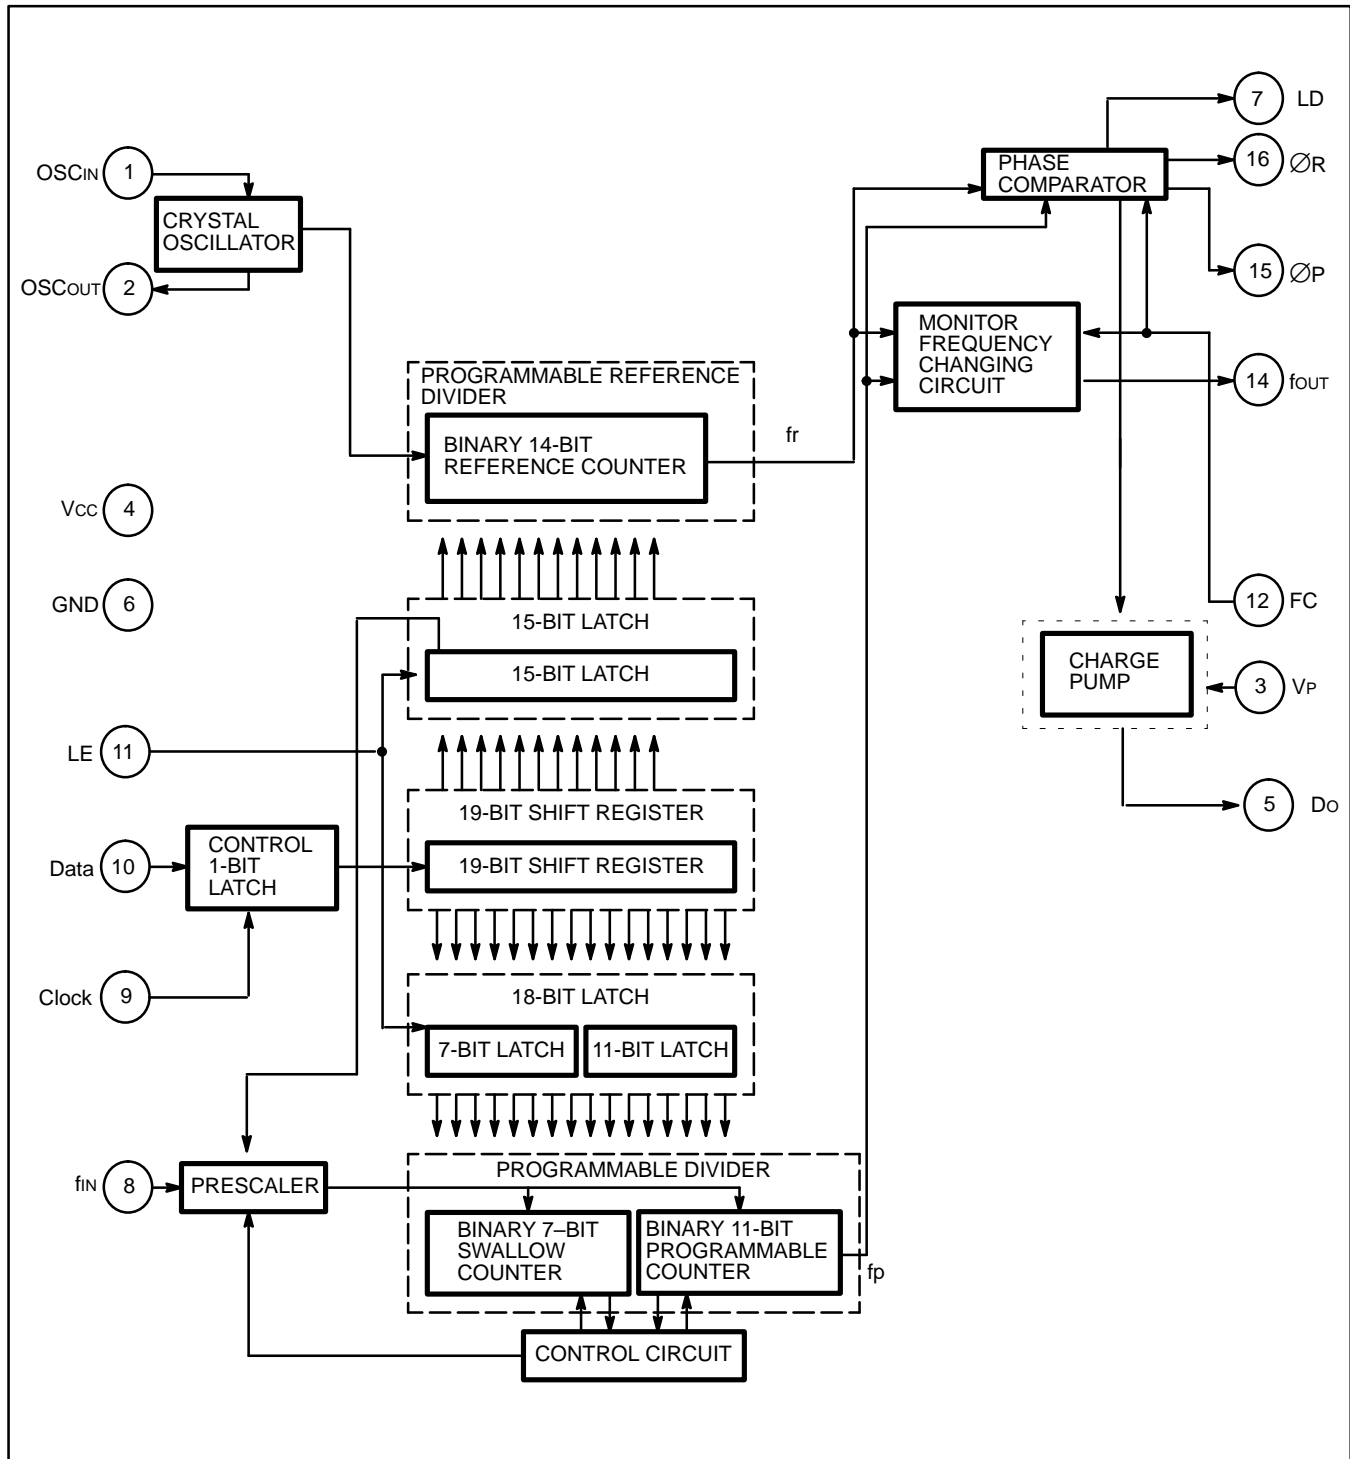 7 LD
PHASE
COMPARATOR
16 ØR
OSCIN 1
CRYSTAL
OSCILLATOR
15 ØP
OSCOUT 2
MONITOR
FREQUENCY
CHANGING
CIRCUIT
14 fOUT
PROGRAMMABLE REFERENCE
DIVIDER
BINARY 14-BIT
REFERENCE COUNTER
fr
VCC 4
GND 6
12 FC
15-BIT LATCH
15-BIT LATCH
CHARGE
PUMP
3 VP
LE 11
19-BIT SHIFT REGISTER
5 DO
CONTROL
1-BIT
LATCH
Data 10
19-BIT SHIFT REGISTER
Clock 9
18-BIT LATCH
7-BIT LATCH
11-BIT LATCH
PROGRAMMABLE DIVIDER
fIN 8
PRESCALER
BINARY 7–BIT
SWALLOW
COUNTER
BINARY 11-BIT
PROGRAMMABLE
COUNTER
fp
CONTROL CIRCUIT